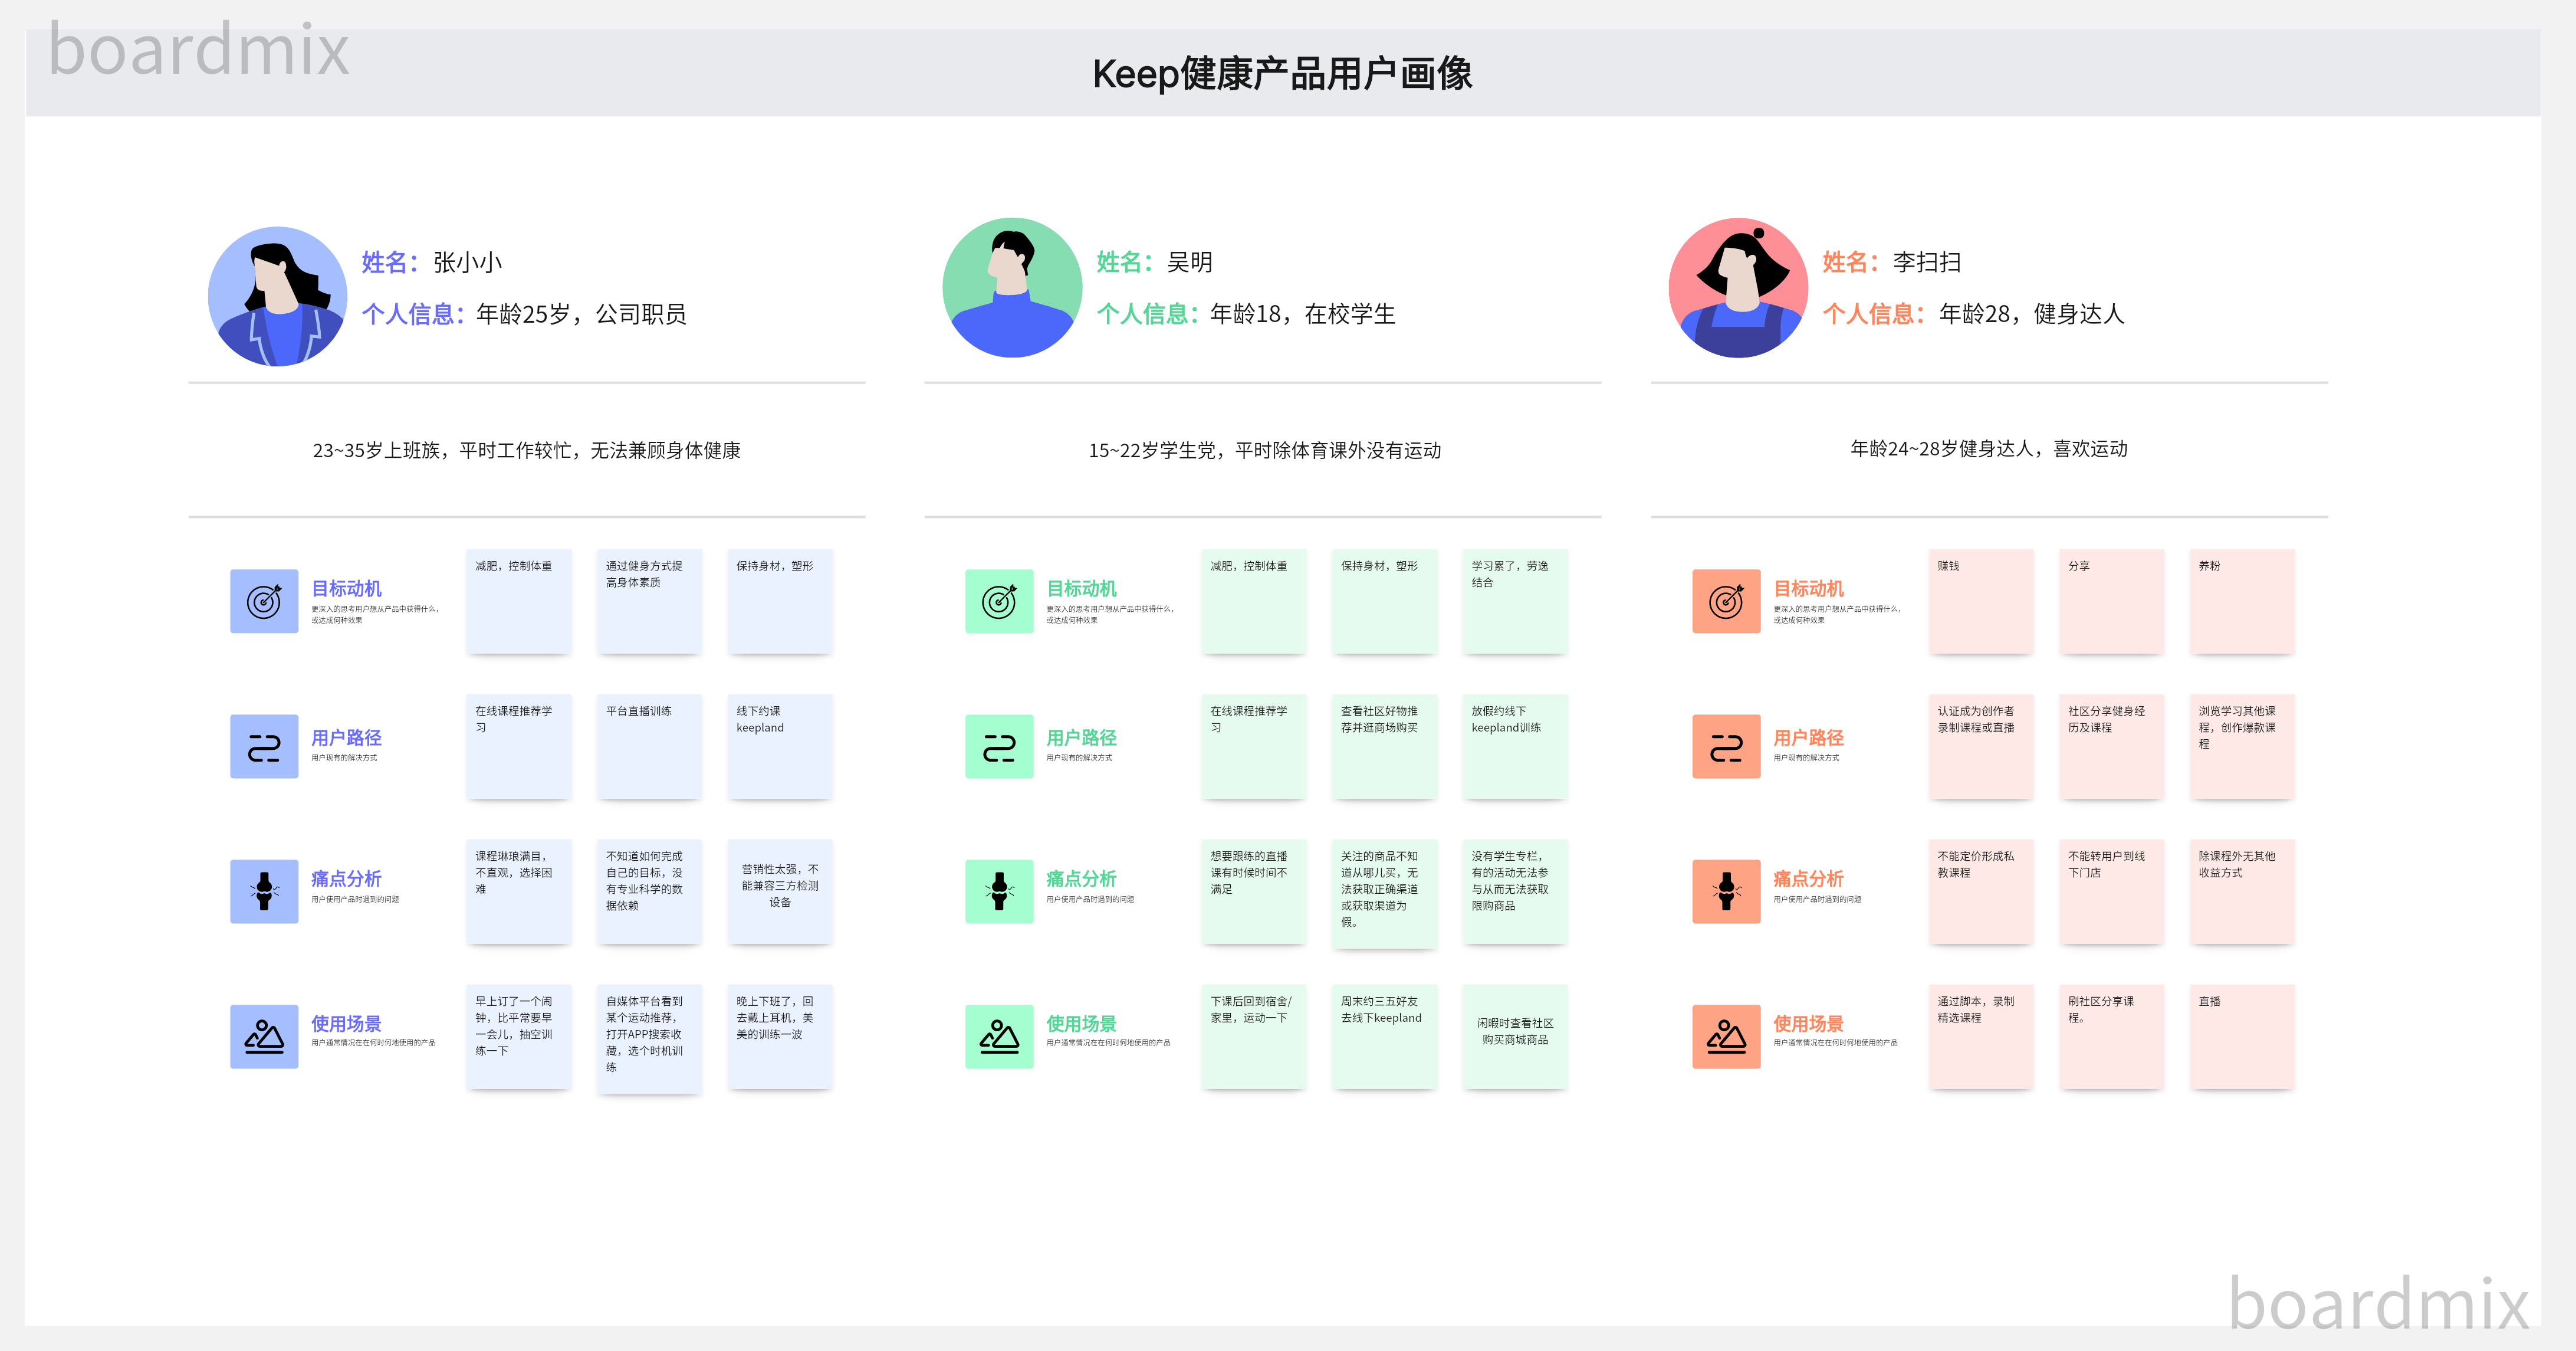 boardmix
Keep健康产品用户画像
姓名：张小小
个人信息：年龄25岁，公司职员
23~35岁上班族，平时工作较忙，无法兼顾身体健康
目标动机
更深入的思考用户想从产品中获得什么，
或达成何种效果
减肥，控制体重
通过健身方式提
高身体素质
保持身材，塑形
用户路径
用户现有的解决方式
在线课程推荐学
习
平台直播训练
线下约课
keepland
痛点分析
用户使用产品时遇到的问题
课程琳琅满目，
不直观，选择困
难
不知道如何完成
自己的目标，没
有专业科学的数
据依赖
营销性太强，不
能兼容三方检测
设备
使用场景
用户通常情况在在何时何地使用的产品
早上订了一个闹
钟，比平常要早
一会儿，抽空训
练一下
自媒体平台看到
某个运动推荐，
打开APP搜索收
藏，选个时机训
练
晚上下班了，回
去戴上耳机，美
美的训练一波
姓名：吴明
个人信息：年龄18，在校学生
15~22岁学生党，平时除体育课外没有运动
目标动机
更深入的思考用户想从产品中获得什么，
或达成何种效果
减肥，控制体重
保持身材，塑形
学习累了，劳逸
结合
用户路径
用户现有的解决方式
在线课程推荐学
习
查看社区好物推
荐并逛商场购买
放假约线下
keepland训练
痛点分析
用户使用产品时遇到的问题
想要跟练的直播
课有时候时间不
满足
关注的商品不知
道从哪儿买，无
法获取正确渠道
或获取渠道为
假。
没有学生专栏，
有的活动无法参
与从而无法获取
限购商品
使用场景
用户通常情况在在何时何地使用的产品
下课后回到宿舍/
家里，运动一下
周末约三五好友
去线下keepland
闲暇时查看社区
购买商城商品
姓名：李扫扫
个人信息：年龄28，健身达人
年龄24~28岁健身达人，喜欢运动
目标动机
更深入的思考用户想从产品中获得什么，
或达成何种效果
赚钱
分享
养粉
用户路径
用户现有的解决方式
认证成为创作者
录制课程或直播
社区分享健身经
历及课程
浏览学习其他课
程，创作爆款课
程
痛点分析
用户使用产品时遇到的问题
不能定价形成私
教课程
不能转用户到线
下门店
除课程外无其他
收益方式
使用场景
用户通常情况在在何时何地使用的产品
通过脚本，录制
精选课程
刷社区分享课
程。
直播
boardmix